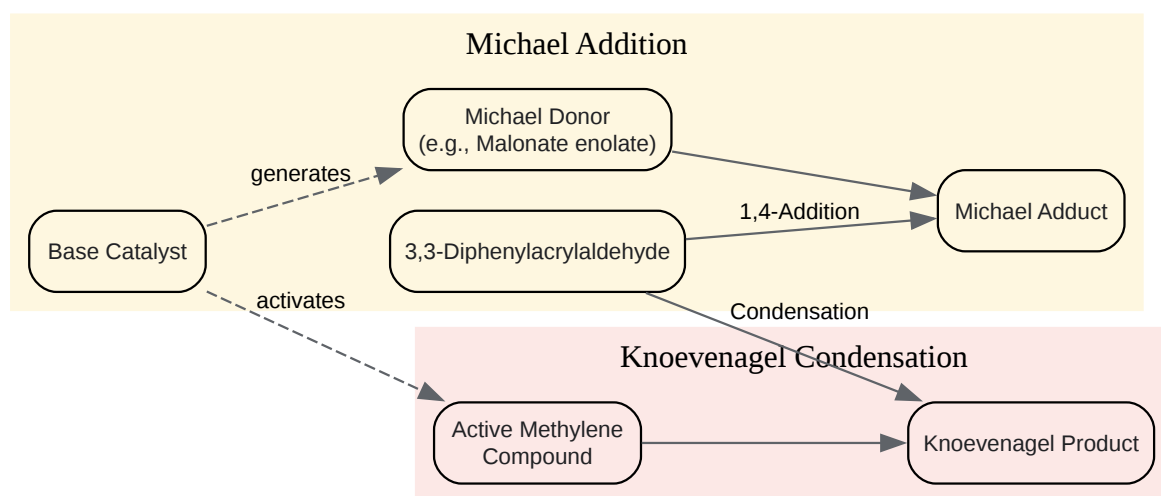 Michael Addition
Michael Donor
(e.g., Malonate enolate)
generates
1,4-Addition
Michael Adduct
Base Catalyst
3,3-Diphenylacrylaldehyde
activates
Condensation
Knoevenagel Condensation
Active Methylene
Compound
Knoevenagel Product